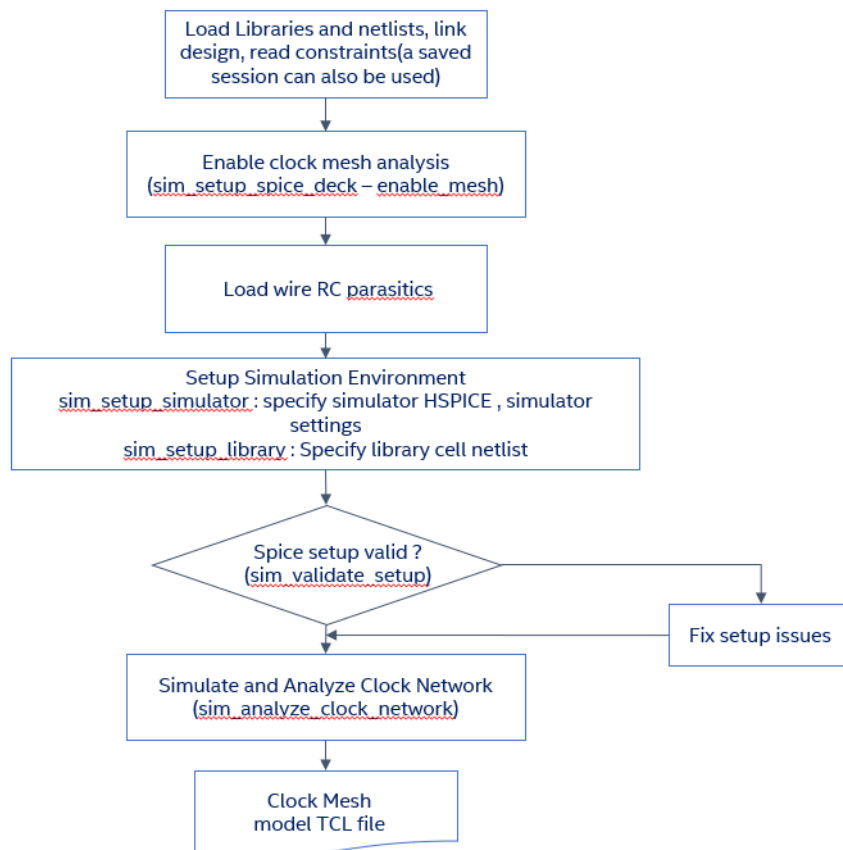 Load Libraries and netlists, link
design, read constraints(a saved
session can also be used)
Enable clock mesh analysis
(sim_setup_spice_deck – enable_mesh)
Load wire RC parasitics
Setup Simulation Environment
sim_setup_simulator : specify simulator HSPICE , simulator
settings
sim_setup_library : Specify library cell netlist
Spice setup valid ?
(sim_validate_setup)
Fix setup issues
Simulate and Analyze Clock Network
(sim_analyze_clock_network)
Clock Mesh
model TCL file